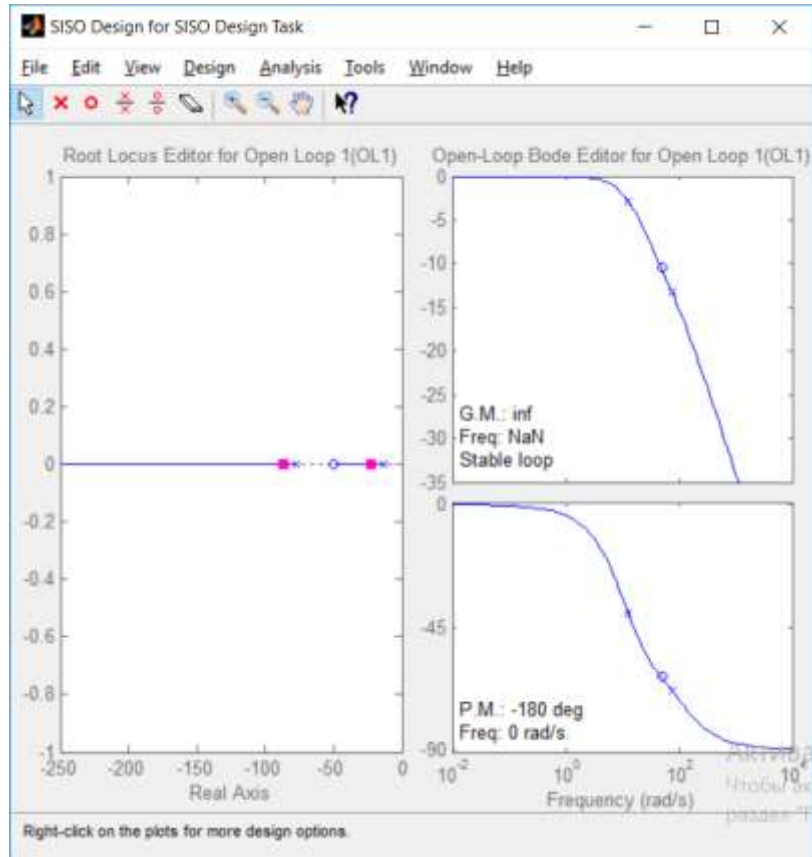 SISO Design for SISO Design Task
File Edit View Design Analysis Tools Window Help
Root Locus Editor for Open Loop 1(OL1)
1
0.8
0.6
0.4
0.2
0
-0.2
-0.4
-0.6
-0.8
-1
-250 -200 -150 -100 -50 0
Real Axis
Open-Loop Bode Editor for Open Loop 1(OL1)
0
-5
-10
-15
-20
-25
-30
-35
G.M.: inf
Freq: NaN
Stable loop
0
-45
-90
P.M.: -180 deg
Freq: 0 rad/s
10^-2 10^0 10^2 10^4
Frequency (rad/s)
Чтобы
раздел
Right-click on the plots for more design options.